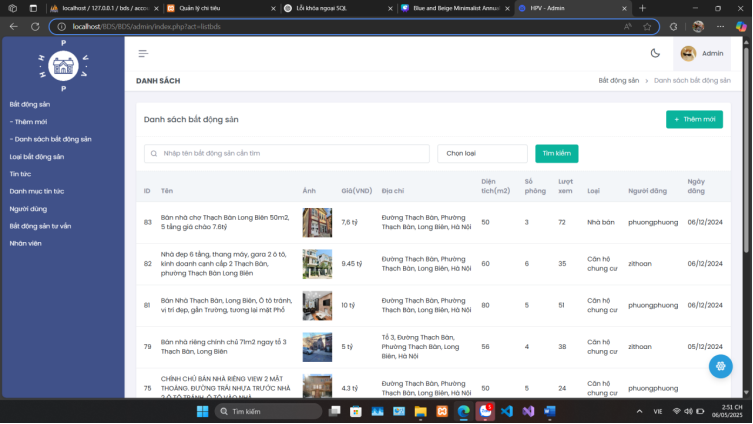 localhost / 127.0.0.1 / bds / accou
Quản lý chi tiêu
Lỗi khóa ngoại SQL
Blue and Beige Minimalist Annua
HPV - Admin
localhost/BDS/BDS/admin/index.php?act=listbds
P
H V
H A
P
Admin
DANH SÁCH
Bất động sản > Danh sách bất động sản
Bất động sản
- Thêm mới
- Danh sách bất động sản
Loại bất động sản
Tin tức
Danh mục tin tức
Người dùng
Bất động sản tư vấn
Nhân viên
Danh sách bất động sản
+ Thêm mới
Nhập tên bất động sản cần tìm
Chọn loại
Tìm kiếm
ID Tên Ảnh Giá(VND) Địa chỉ Diện tích(m2) Số phòng Lượt xem Loại Người đăng Ngày đăng
83 Bán nhà chợ Thạch Bàn Long Biên 50m2, 5 tầng giá chào 7.6tỷ 7,6 tỷ Đường Thạch Bàn, Phường Thạch Bàn, Long Biên, Hà Nội 50 3 72 Nhà bán phuongphuong 06/12/2024
82 Nhà đẹp 6 tầng, thang máy, gara 2 ô tô, kinh doanh cạnh cấp 2 Thạch Bàn, phường Thạch Bàn Long Biên 9.45 tỷ Đường Thạch Bàn, Phường Thạch Bàn, Long Biên, Hà Nội 60 6 35 Căn hộ chung cư zithoan 06/12/2024
81 Bán Nhà Thạch Bàn, Long Biên, Ô tô tránh, vị trí đẹp, gần Trường, tương lai mặt Phố 10 tỷ Đường Thạch Bàn, Phường Thạch Bàn, Long Biên, Hà Nội 80 5 51 Căn hộ chung cư phuongphuong 06/12/2024
79 Bán nhà riêng chính chủ 71m2 ngay tổ 3 Thạch Bàn, Long Biên 5 tỷ Tổ 3, Đường Thạch Bàn, Phường Thạch Bàn, Long Biên, Hà Nội 56 4 38 Căn hộ chung cư zithoan 05/12/2024
75 CHÍNH CHỦ BÁN NHÀ RIÊNG VIEW 2 MẶT THOÁNG. ĐƯỜNG TRẢI NHỰA TRƯỚC NHÀ 2 Ô TÔ TRÁNH, Ô TÔ VÀO NHÀ 4.3 tỷ Đường Thạch Bàn, Phường Thạch Bàn, Long Biên, Hà Nội 50 5 24 Căn hộ chung cư phuongphuong
Tìm kiếm
VIE
2:51 CH
06/05/2025